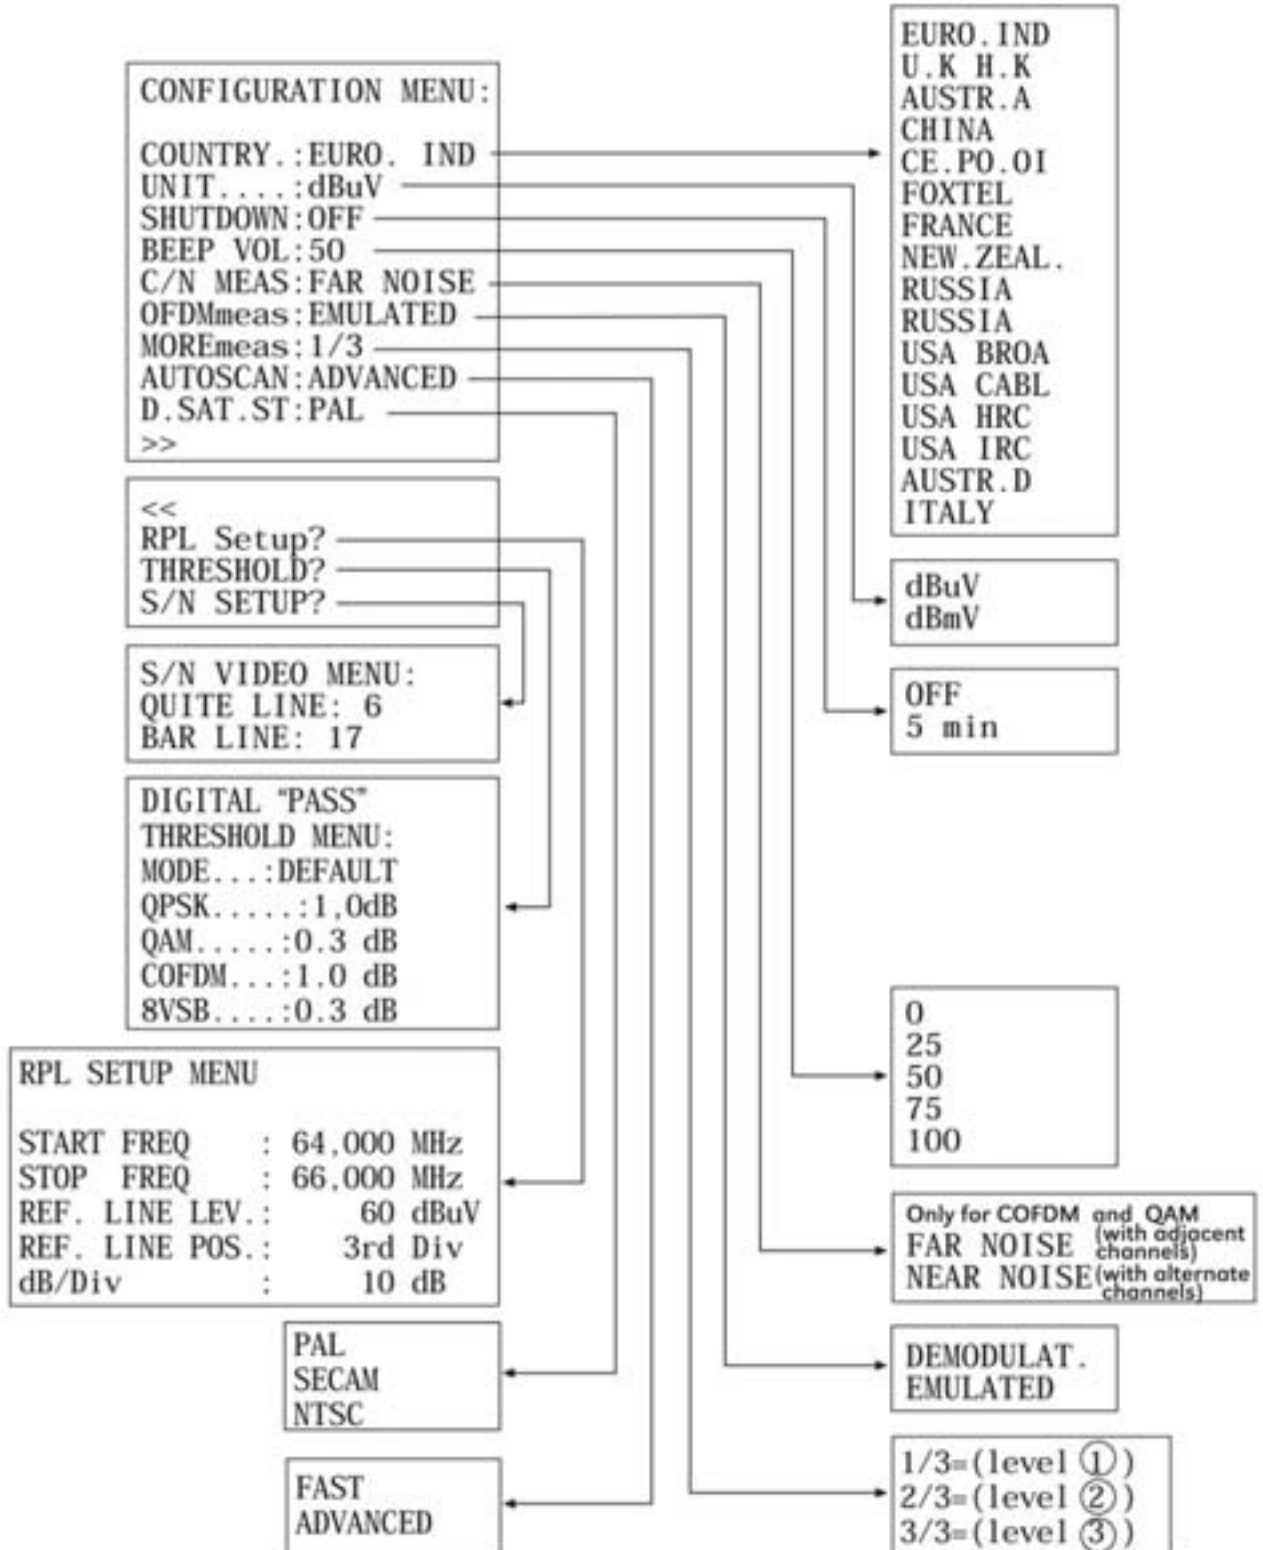 CONFIGURATION MENU:
COUNTRY.:EURO. IND
UNIT....:dBuV
SHUTDOWN:OFF
BEEP VOL:50
C/N MEAS:FAR NOISE
OFDMmeas:EMULATED
MOREmeas:1/3
AUTOSCAN:ADVANCED
D.SAT.ST:PAL
>>
<<
RPL Setup?
THRESHOLD?
S/N SETUP?
S/N VIDEO MENU:
QUITE LINE: 6
BAR LINE: 17
DIGITAL "PASS"
THRESHOLD MENU:
MODE...:DEFAULT
QPSK.....:1,0dB
QAM.....:0.3 dB
COFDM...:1.0 dB
8VSB....:0.3 dB
RPL SETUP MENU
START FREQ : 64,000 MHz
STOP FREQ : 66,000 MHz
REF. LINE LEV.: 60 dBuV
REF. LINE POS.: 3rd Div
dB/Div : 10 dB
PAL
SECAM
NTSC
FAST
ADVANCED
EURO.IND
U.K H.K
AUSTR.A
CHINA
CE.PO.OI
FOXTEL
FRANCE
NEW.ZEAL.
RUSSIA
RUSSIA
USA BROA
USA CABL
USA HRC
USA IRC
AUSTR.D
ITALY
dBuV
dBmV
OFF
5 min
0
25
50
75
100
Only for COFDM and QAM
FAR NOISE (with adjacent channels)
NEAR NOISE (with alternate channels)
DEMODULAT.
EMULATED
1/3=(level ①)
2/3=(level ②)
3/3=(level ③)